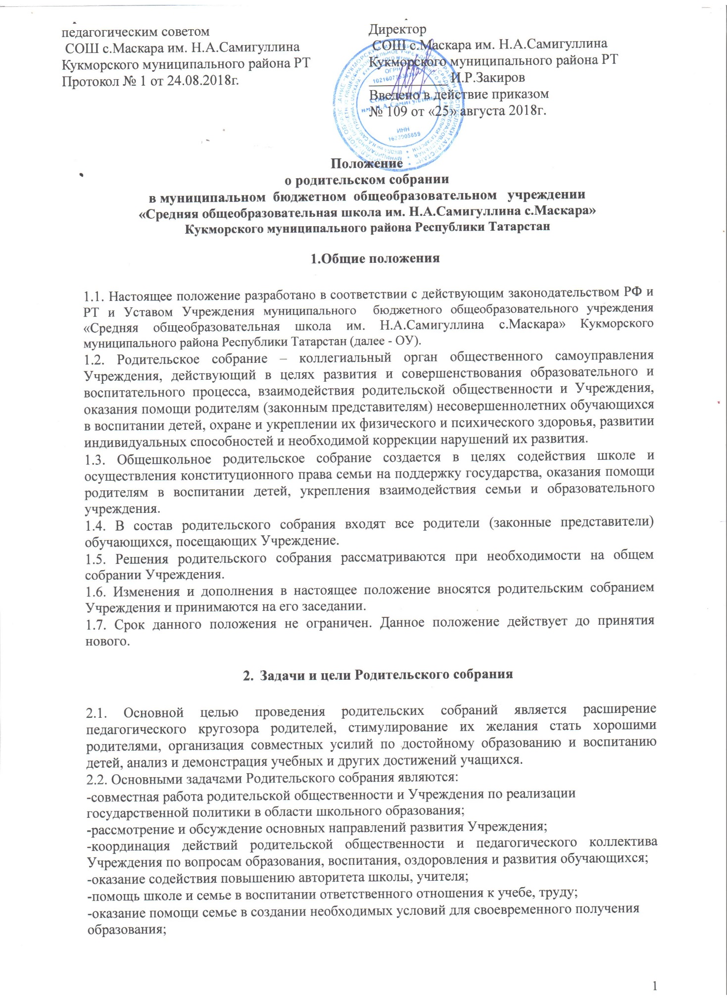 педагогическим советом
СОШ с.Маскара им. Н.А.Самигуллина
Кукморского муниципального района РТ
Протокол № 1 от 24.08.2018г.
Директор
СОШ с.Маскара им. Н.А.Самигуллина
Кукморского муниципального района РТ
___________ И.Р.Закиров
Введено в действие приказом
№ 109 от «25» августа 2018г.
ОГРН
СОШ с.Маскара
им. Н.А.Самигуллина
ИНН
1623005859
Положение
о родительском собрании
в муниципальном бюджетном общеобразовательном учреждении
«Средняя общеобразовательная школа им. Н.А.Самигуллина с.Маскара»
Кукморского муниципального района Республики Татарстан
1.Общие положения
1.1. Настоящее положение разработано в соответствии с действующим законодательством РФ и
РТ и Уставом Учреждения муниципального бюджетного общеобразовательного учреждения
«Средняя общеобразовательная школа им. Н.А.Самигуллина с.Маскара» Кукморского
муниципального района Республики Татарстан (далее - ОУ).
1.2. Родительское собрание – коллегиальный орган общественного самоуправления
Учреждения, действующий в целях развития и совершенствования образовательного и
воспитательного процесса, взаимодействия родительской общественности и Учреждения,
оказания помощи родителям (законным представителям) несовершеннолетних обучающихся
в воспитании детей, охране и укреплении их физического и психического здоровья, развитии
индивидуальных способностей и необходимой коррекции нарушений их развития.
1.3. Общешкольное родительское собрание создается в целях содействия школе и
осуществления конституционного права семьи на поддержку государства, оказания помощи
родителям в воспитании детей, укрепления взаимодействия семьи и образовательного
учреждения.
1.4. В состав родительского собрания входят все родители (законные представители)
обучающихся, посещающих Учреждение.
1.5. Решения родительского собрания рассматриваются при необходимости на общем
собрании Учреждения.
1.6. Изменения и дополнения в настоящее положение вносятся родительским собранием
Учреждения и принимаются на его заседании.
1.7. Срок данного положения не ограничен. Данное положение действует до принятия
нового.
2. Задачи и цели Родительского собрания
2.1. Основной целью проведения родительских собраний является расширение
педагогического кругозора родителей, стимулирование их желания стать хорошими
родителями, организация совместных усилий по достойному образованию и воспитанию
детей, анализ и демонстрация учебных и других достижений учащихся.
2.2. Основными задачами Родительского собрания являются:
-совместная работа родительской общественности и Учреждения по реализации
государственной политики в области школьного образования;
-рассмотрение и обсуждение основных направлений развития Учреждения;
-координация действий родительской общественности и педагогического коллектива
Учреждения по вопросам образования, воспитания, оздоровления и развития обучающихся;
-оказание содействия повышению авторитета школы, учителя;
-помощь школе и семье в воспитании ответственного отношения к учебе, труду;
-оказание помощи семье в создании необходимых условий для своевременного получения
образования;
1